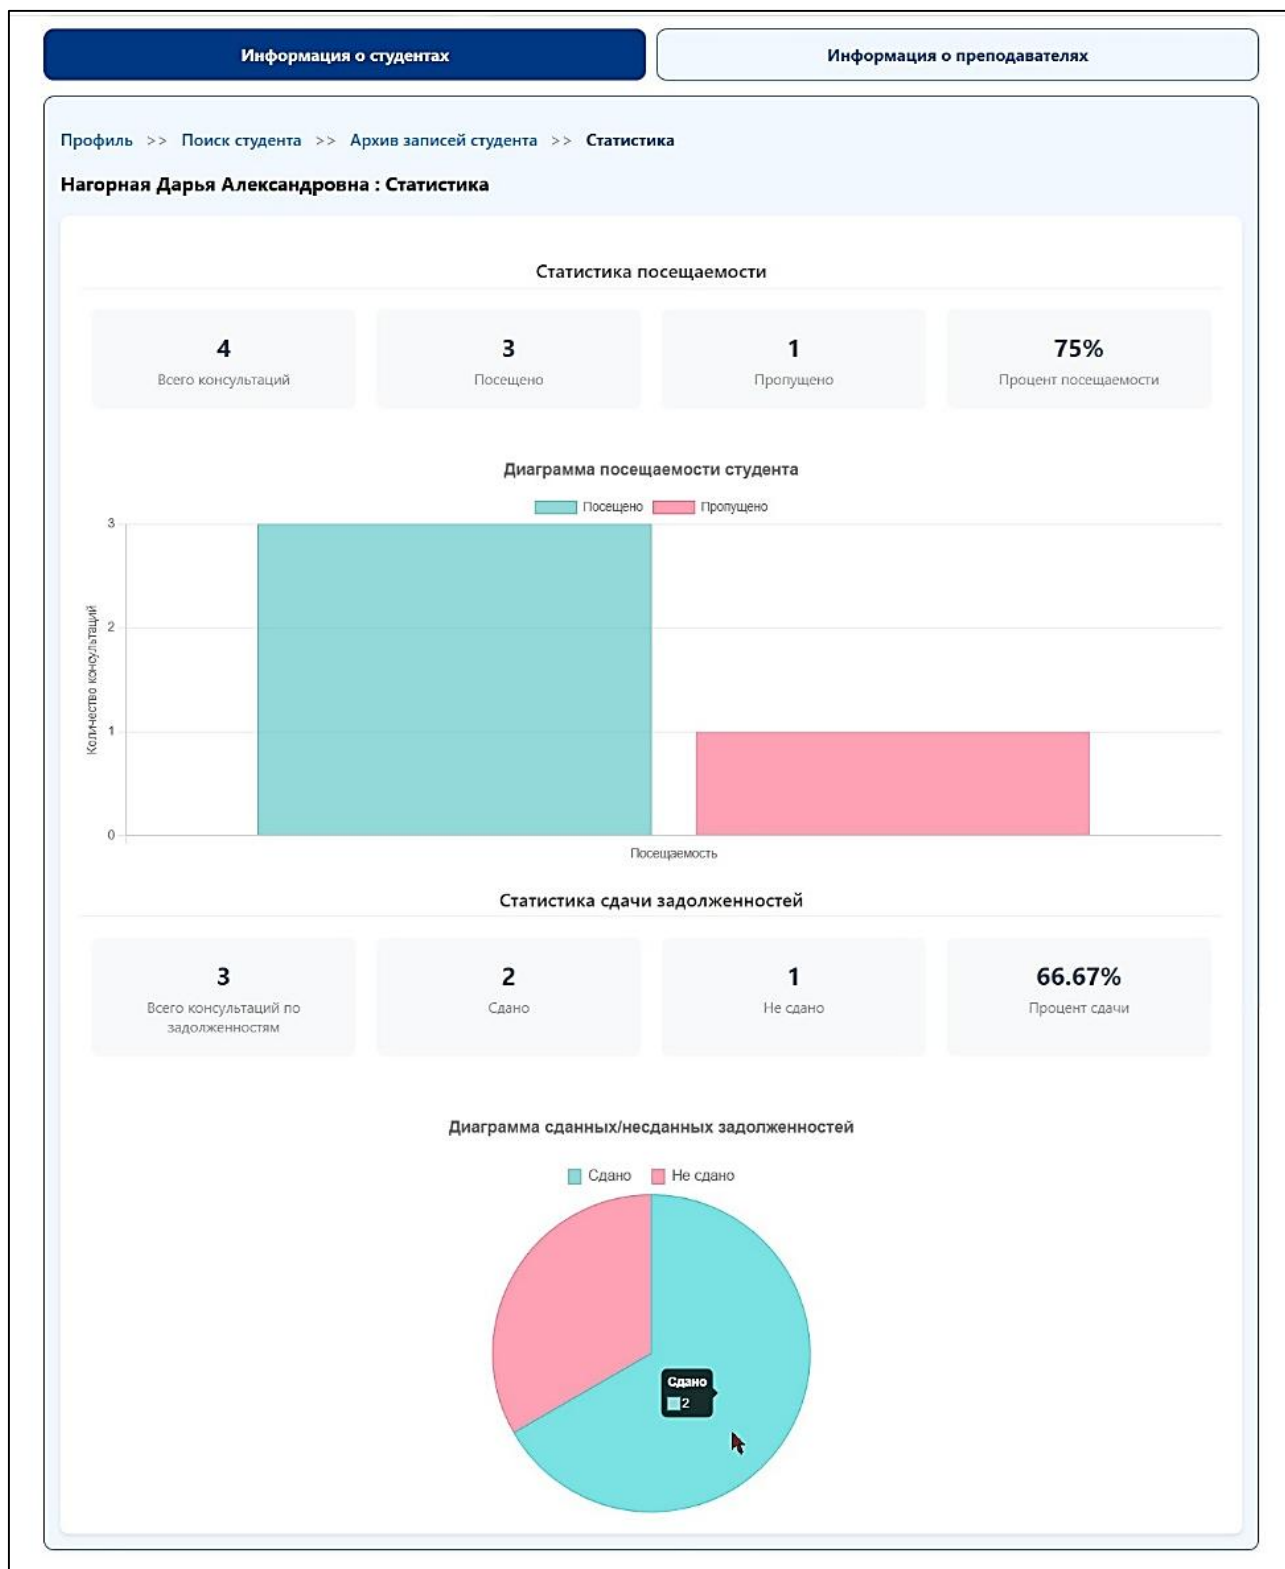 Информация о студентах
Информация о преподавателях
Профиль >> Поиск студента >> Архив записей студента >> Статистика
Нагорная Дарья Александровна : Статистика
Статистика посещаемости
4
Всего консультаций
3
Посещено
1
Пропущено
75%
Процент посещаемости
Диаграмма посещаемости студента
Посещено Пропущено
Количество консультаций
3
2
1
0
Посещаемость
Статистика сдачи задолженностей
3
Всего консультаций по
задолженностям
2
Сдано
1
Не сдано
66.67%
Процент сдачи
Диаграмма сданных/несданных задолженностей
Сдано Не сдано
Сдано
2